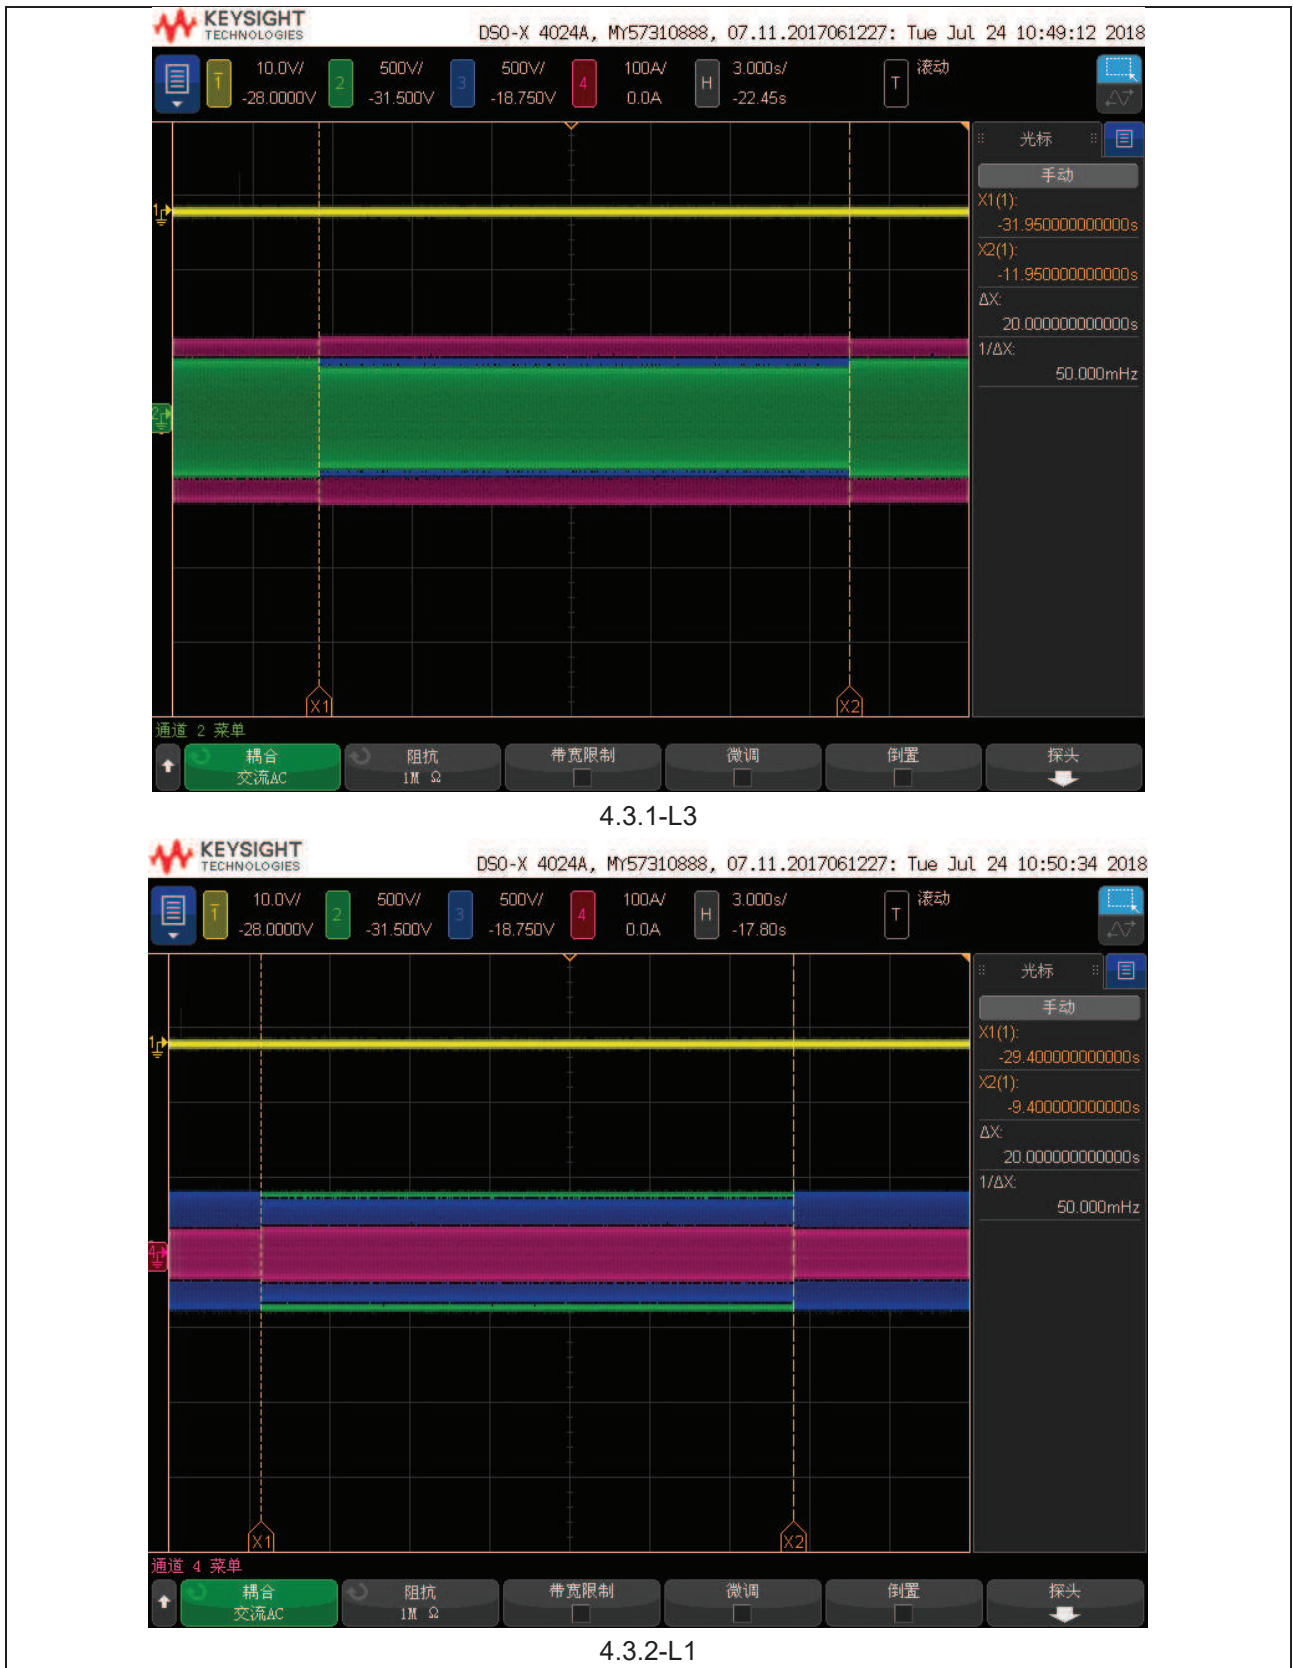 KEYSIGHT
TECHNOLOGIES
DSO-X 4024A, MY57310888, 07.11.2017061227: Tue Jul 24 10:49:12 2018
1 10.0V/ 2 500V/ 3 500V/ 4 100A/ H 3.000s/ T 滚动
-28.0000V -31.500V -18.750V 0.0A -22.45s
光标
手动
X1(1):
-31.950000000000s
X2(1):
-11.950000000000s
ΔX:
20.000000000000s
1/ΔX:
50.000mHz
1
2
X1 X2
通道 2 菜单
耦合 阻抗 带宽限制 微调 倒置 探头
交流AC 1M Ω
4.3.1-L3
KEYSIGHT
TECHNOLOGIES
DSO-X 4024A, MY57310888, 07.11.2017061227: Tue Jul 24 10:50:34 2018
1 10.0V/ 2 500V/ 3 500V/ 4 100A/ H 3.000s/ T 滚动
-28.0000V -31.500V -18.750V 0.0A -17.80s
光标
手动
X1(1):
-29.400000000000s
X2(1):
-9.400000000000s
ΔX:
20.000000000000s
1/ΔX:
50.000mHz
1
4
X1 X2
通道 4 菜单
耦合 阻抗 带宽限制 微调 倒置 探头
交流AC 1M Ω
4.3.2-L1